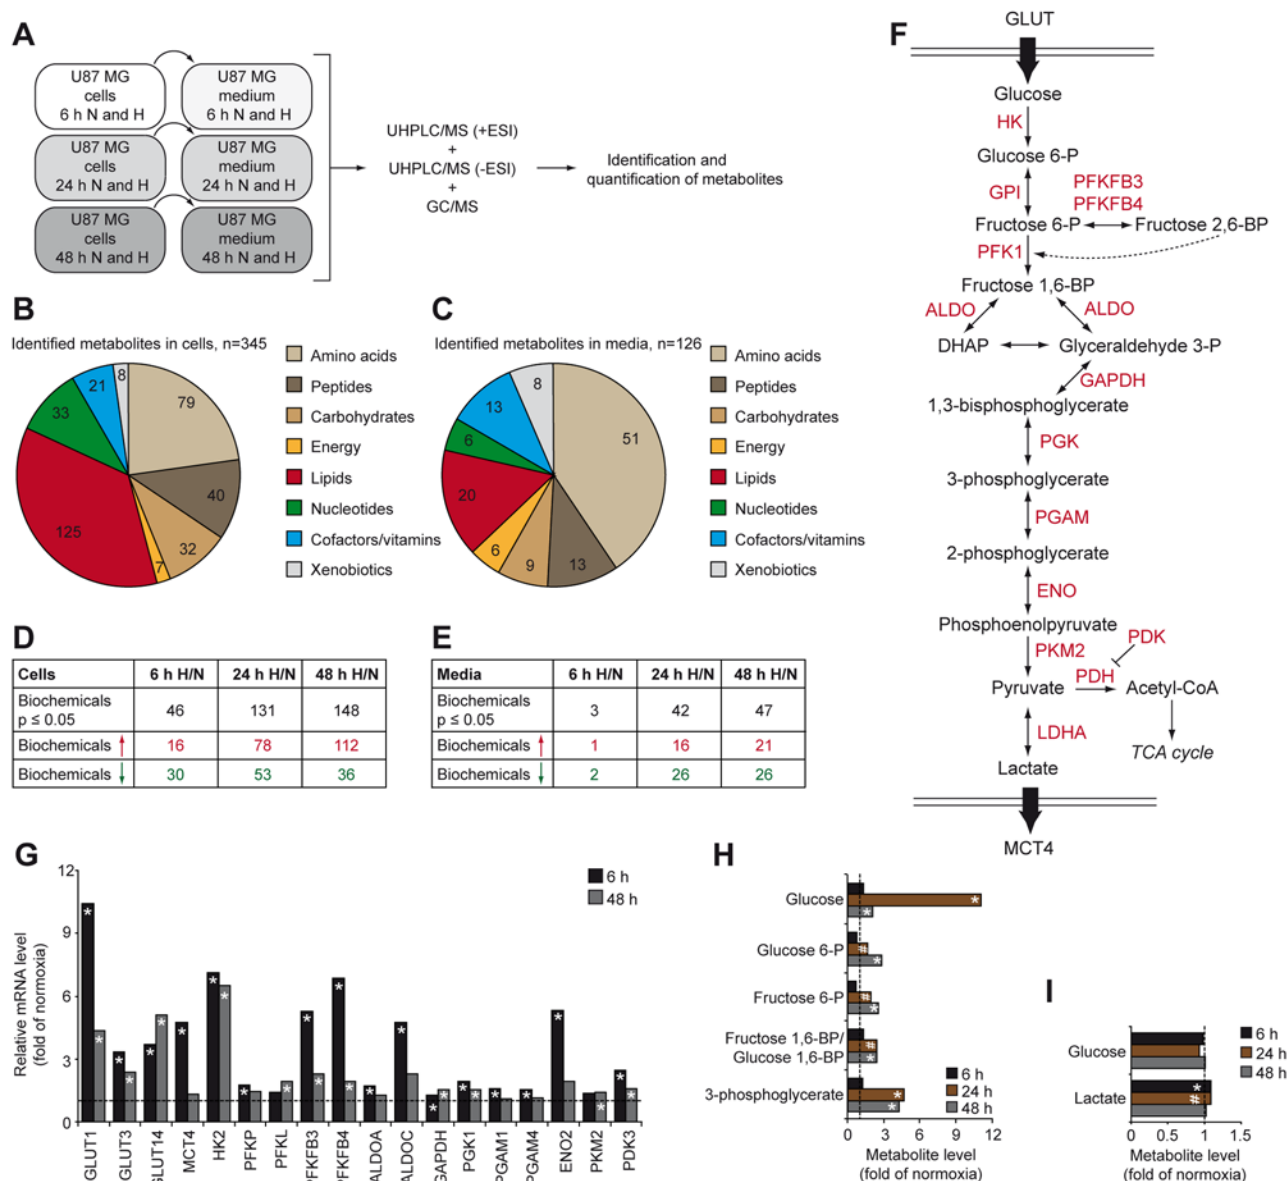 A
U87 MG
cells
6 h N and H
U87 MG
medium
6 h N and H
U87 MG
cells
24 h N and H
U87 MG
medium
24 h N and H
U87 MG
cells
48 h N and H
U87 MG
medium
48 h N and H
UHPLC/MS (+ESI)
+
UHPLC/MS (-ESI)
+
GC/MS
Identification and
quantification of metabolites
B
Identified metabolites in cells, n=345
79
40
32
7
125
33
21
8
Amino acids
Peptides
Carbohydrates
Energy
Lipids
Nucleotides
Cofactors/vitamins
Xenobiotics
C
Identified metabolites in media, n=126
51
13
9
6
20
6
13
8
Amino acids
Peptides
Carbohydrates
Energy
Lipids
Nucleotides
Cofactors/vitamins
Xenobiotics
D
Cells 6 h H/N 24 h H/N 48 h H/N
Biochemicals
p ≤ 0.05 46 131 148
Biochemicals ↑ 16 78 112
Biochemicals ↓ 30 53 36
E
Media 6 h H/N 24 h H/N 48 h H/N
Biochemicals
p ≤ 0.05 3 42 47
Biochemicals ↑ 1 16 21
Biochemicals ↓ 2 26 26
F
GLUT
Glucose
HK
Glucose 6-P
GPI
PFKFB3
PFKFB4
Fructose 6-P
Fructose 2,6-BP
PFK1
Fructose 1,6-BP
ALDO
ALDO
DHAP
Glyceraldehyde 3-P
GAPDH
1,3-bisphosphoglycerate
PGK
3-phosphoglycerate
PGAM
2-phosphoglycerate
ENO
Phosphoenolpyruvate
PKM2
PDK
PDH
Pyruvate
Acetyl-CoA
LDHA
TCA cycle
Lactate
MCT4
G
Relative mRNA level
(fold of normoxia)
12
9
6
3
0
6 h
48 h
GLUT1
GLUT3
GLUT14
MCT4
HK2
PFKP
PFKL
PFKFB3
PFKFB4
ALDOA
ALDOC
GAPDH
PGK1
PGAM1
PGAM4
ENO2
PKM2
PDK3
H
Glucose
Glucose 6-P
Fructose 6-P
Fructose 1,6-BP/
Glucose 1,6-BP
3-phosphoglycerate
6 h
24 h
48 h
0 3 6 9 12
Metabolite level
(fold of normoxia)
I
Glucose
Lactate
6 h
24 h
48 h
0 1 1.5
Metabolite level
(fold of normoxia)